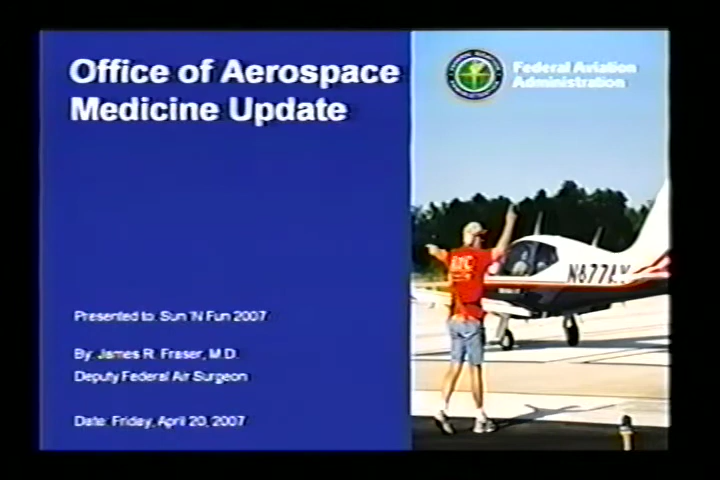 Office of Aerospace
Medicine Update
Federal Aviation
Administration
Presented to: Sun 'N Fun 2007
By: James R. Fraser, M.D.
Deputy Federal Air Surgeon
Date: Friday, April 20, 2007